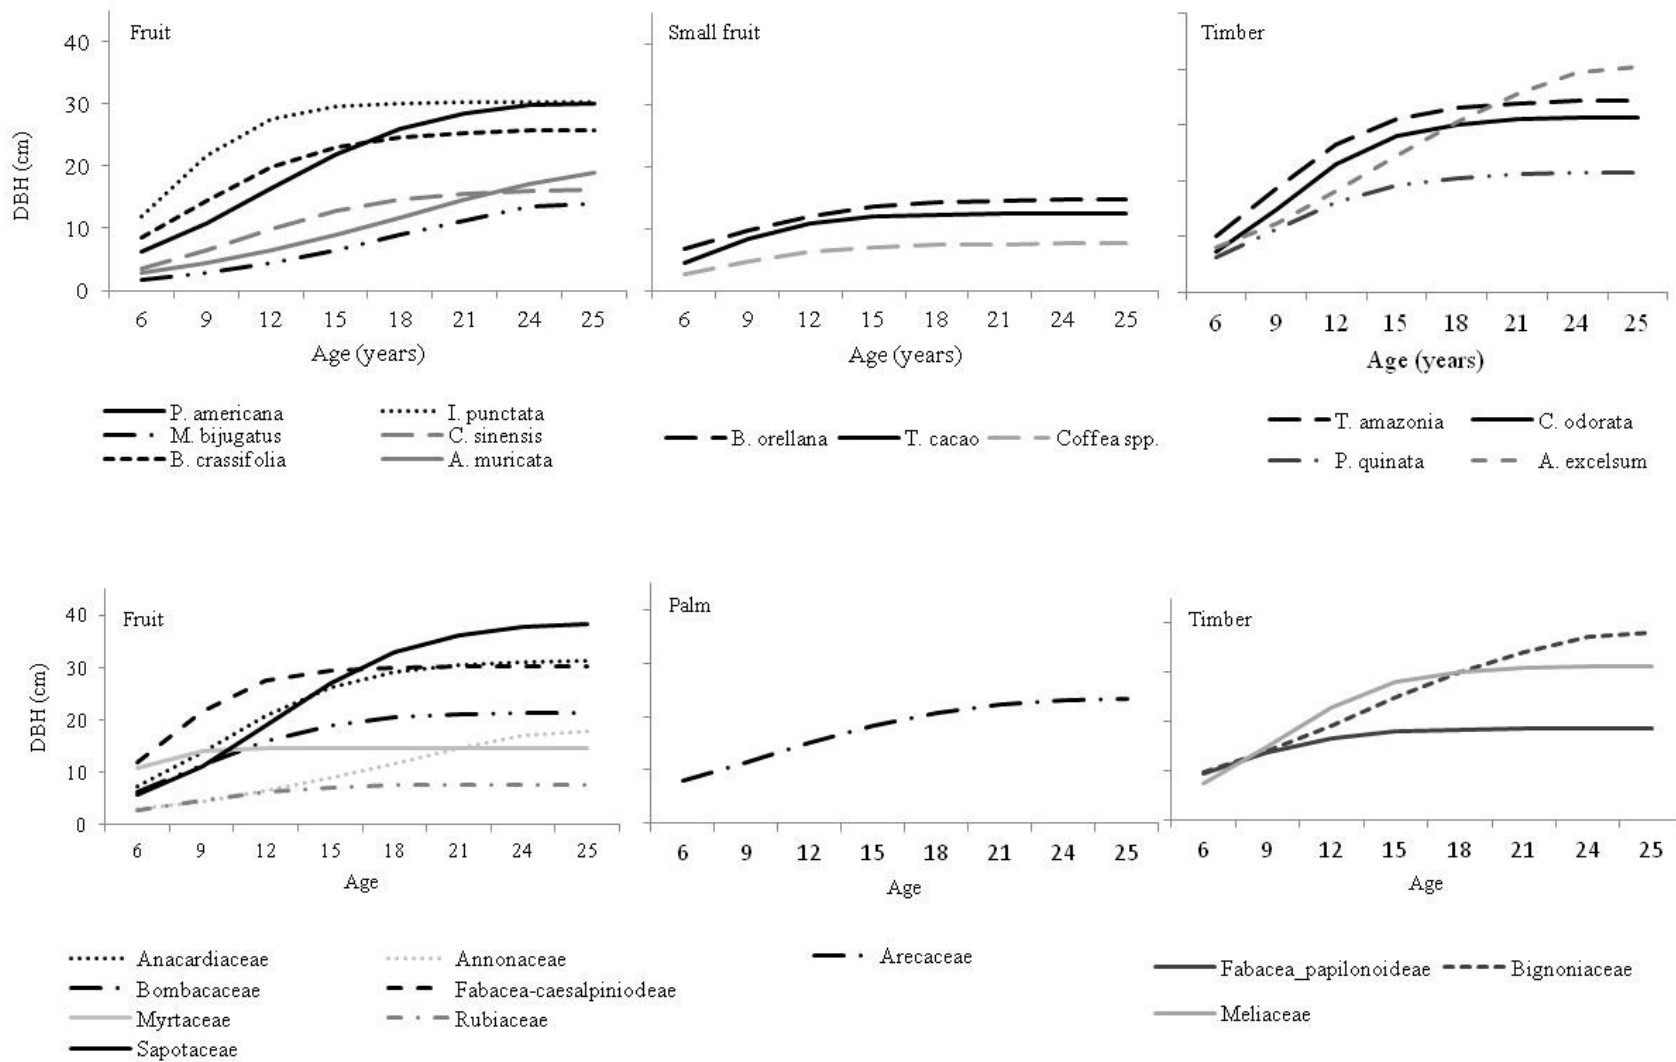 Fruit
Small fruit
Timber
DBH (cm)
40
30
20
10
0
6 9 12 15 18 21 24 25
6 9 12 15 18 21 24 25
6 9 12 15 18 21 24 25
Age (years)
Age (years)
Age (years)
P. americana I. punctata
M. bijugatus C. sinensis
B. crassifolia A. muricata
B. orellana T. cacao Coffea spp.
T. amazonia C. odorata
P. quinata A. excelsum
Fruit
Palm
Timber
DBH (cm)
40
30
20
10
0
6 9 12 15 18 21 24 25
6 9 12 15 18 21 24 25
6 9 12 15 18 21 24 25
Age
Age
Age
Anacardiaceae Annonaceae
Bombacaceae Fabacea-caesalpiniodeae
Myrtaceae Rubiaceae
Sapotaceae
Arecaceae
Fabacea_papilonoideae Bignoniaceae
Meliaceae